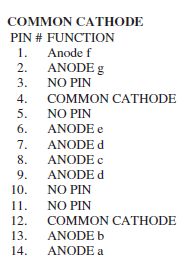 COMMON CATHODE
PIN # FUNCTION
1. Anode f
2. ANODE g
3. NO PIN
4. COMMON CATHODE
5. NO PIN
6. ANODE e
7. ANODE d
8. ANODE c
9. ANODE d
10. NO PIN
11. NO PIN
12. COMMON CATHODE
13. ANODE b
14. ANODE a